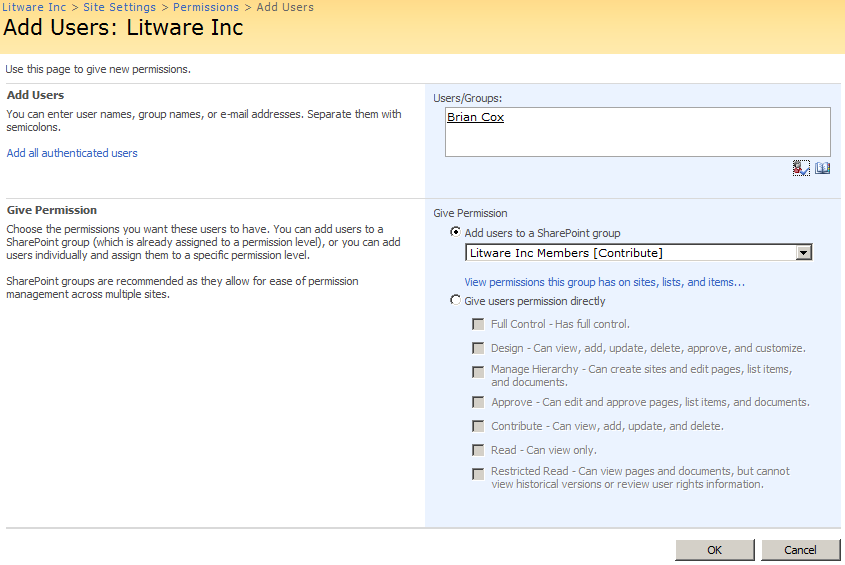 Litware Inc > Site Settings > Permissions > Add Users
Add Users: Litware Inc
Use this page to give new permissions.
Add Users
You can enter user names, group names, or e-mail addresses. Separate them with
semicolons.
Add all authenticated users
Users/Groups:
Brian Cox
Give Permission
Choose the permissions you want these users to have. You can add users to a
SharePoint group (which is already assigned to a permission level), or you can add
users individually and assign them to a specific permission level.
SharePoint groups are recommended as they allow for ease of permission
management across multiple sites.
Give Permission
Add users to a SharePoint group
Litware Inc Members [Contribute]
View permissions this group has on sites, lists, and items...
Give users permission directly
Full Control - Has full control.
Design - Can view, add, update, delete, approve, and customize.
Manage Hierarchy - Can create sites and edit pages, list items,
and documents.
Approve - Can edit and approve pages, list items, and documents.
Contribute - Can view, add, update, and delete.
Read - Can view only.
Restricted Read - Can view pages and documents, but cannot
view historical versions or review user rights information.
OK
Cancel